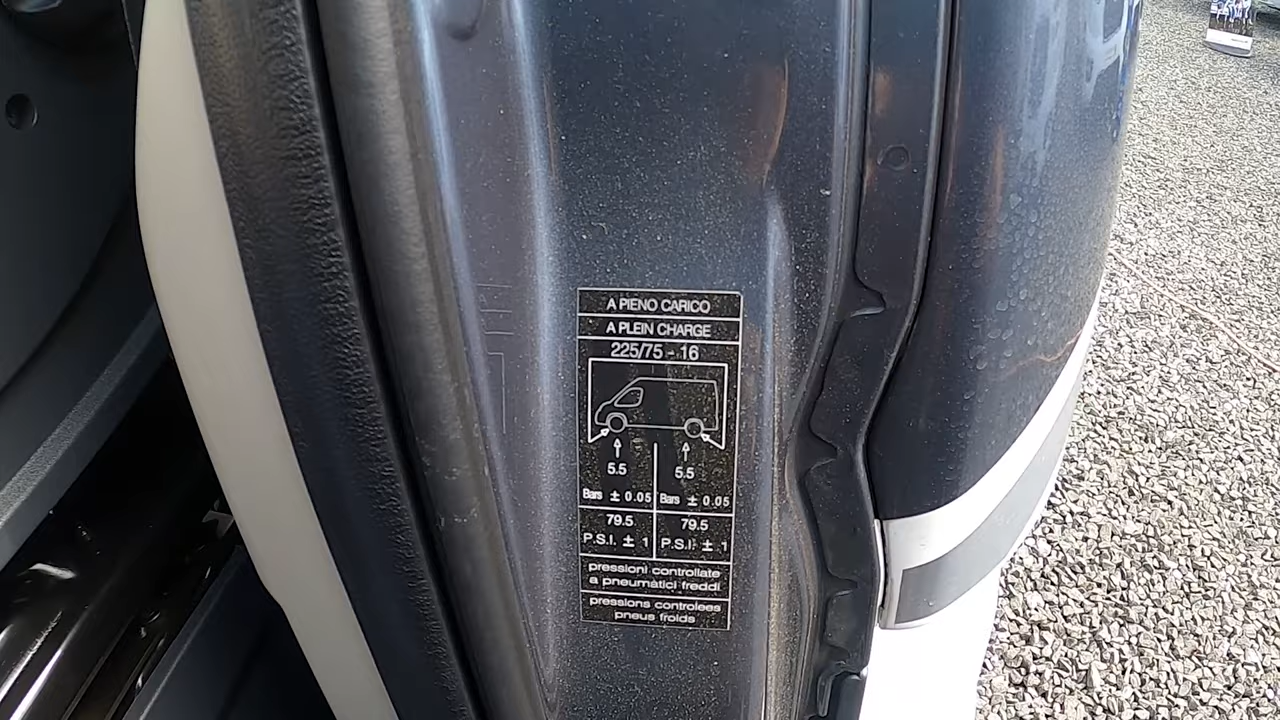 A PIENO CARICO
A PLEIN CHARGE
225/75 - 16
5.5 5.5
Bars ± 0.05 Bars ± 0.05
79.5 79.5
P.S.I. ± 1 P.S.I. ± 1
pressioni controllate
a pneumatici freddi
pressions controlees
pneus froids